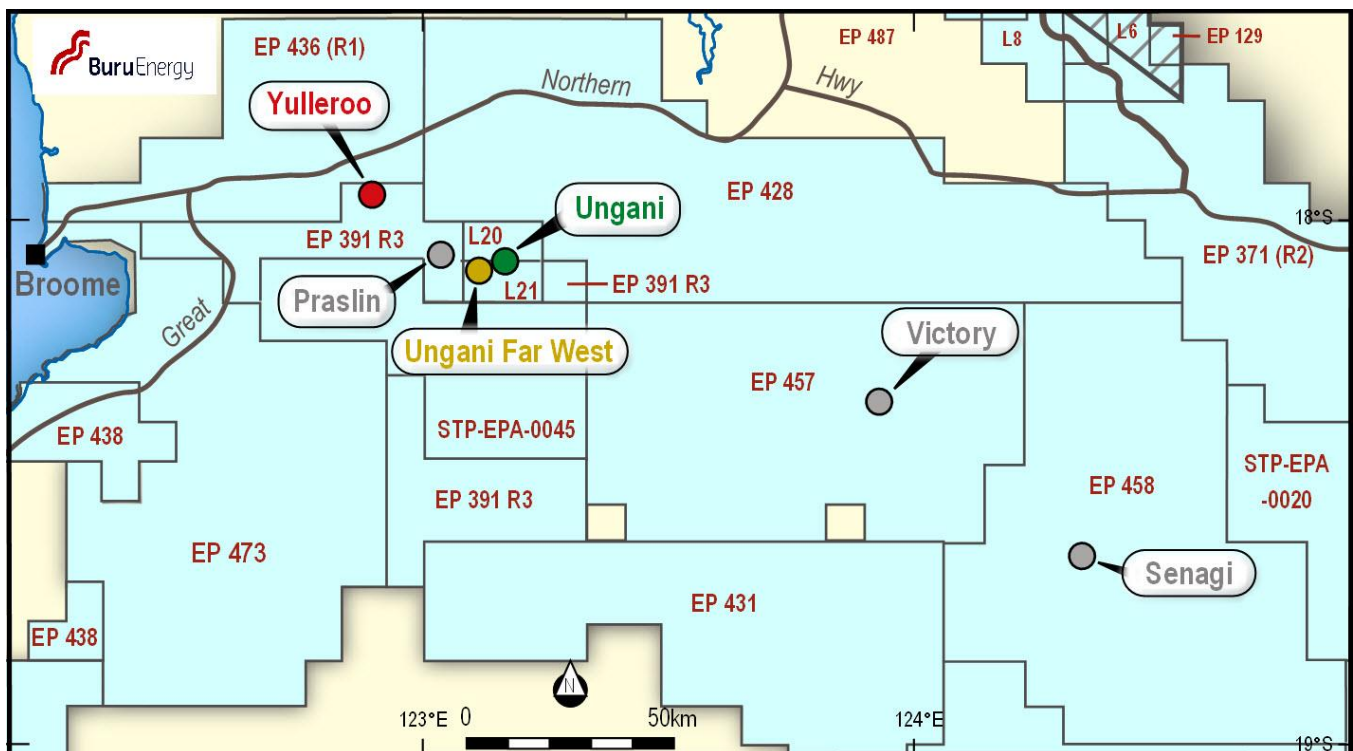 Buru Energy
EP 436 (R1)
EP 487
L8
L6
EP 129
Northern
Hwy
Yulleroo
EP 428
Ungani
18°S
EP 391 R3
L20
EP 371 (R2)
Broome
Praslin
L21
EP 391 R3
Great
Ungani Far West
Victory
EP 457
EP 438
STP-EPA-0045
STP-EPA
-0020
EP 458
EP 391 R3
EP 473
Senagi
EP 431
EP 438
N
123°E
0
50km
124°E
19°S